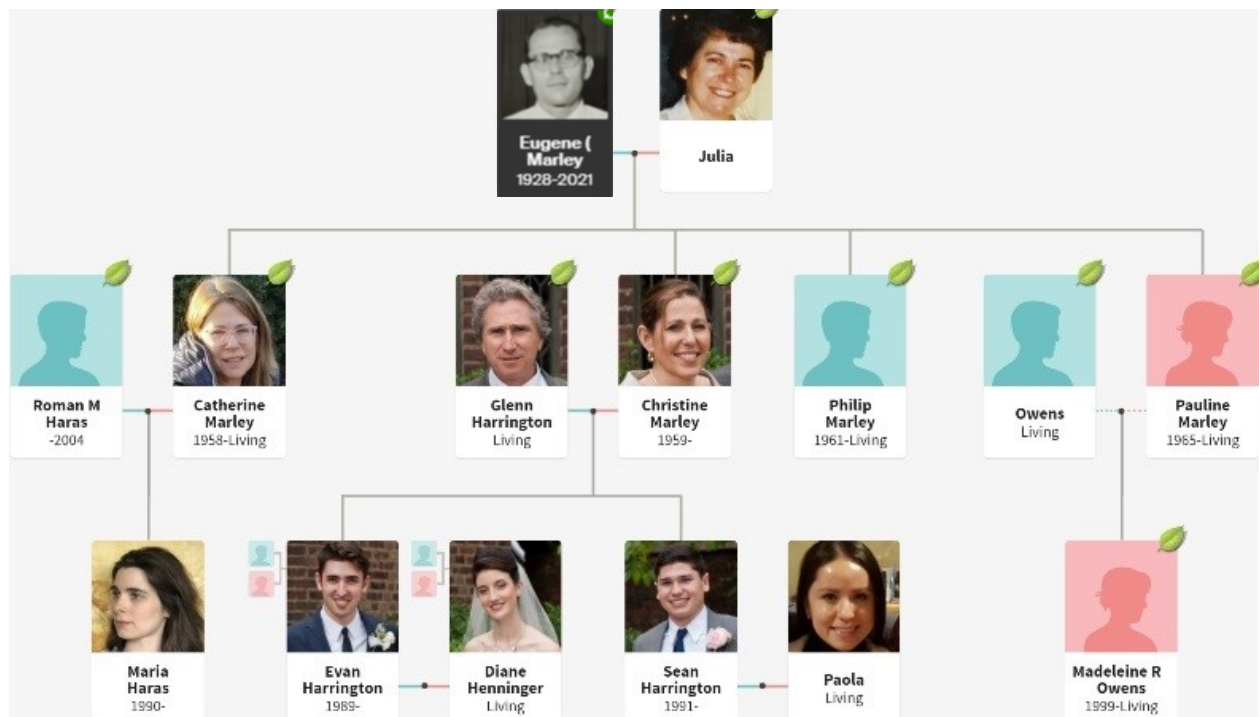 Eugene (
Marley
1928-2021
Julia
Roman M
Haras
-2004
Catherine
Marley
1958-Living
Glenn
Harrington
Living
Christine
Marley
1959-
Philip
Marley
1961-Living
Owens
Living
Pauline
Marley
1965-Living
Maria
Haras
1990-
Evan
Harrington
1989-
Diane
Henninger
Living
Sean
Harrington
1991-
Paola
Living
Madeleine R
Owens
1999-Living